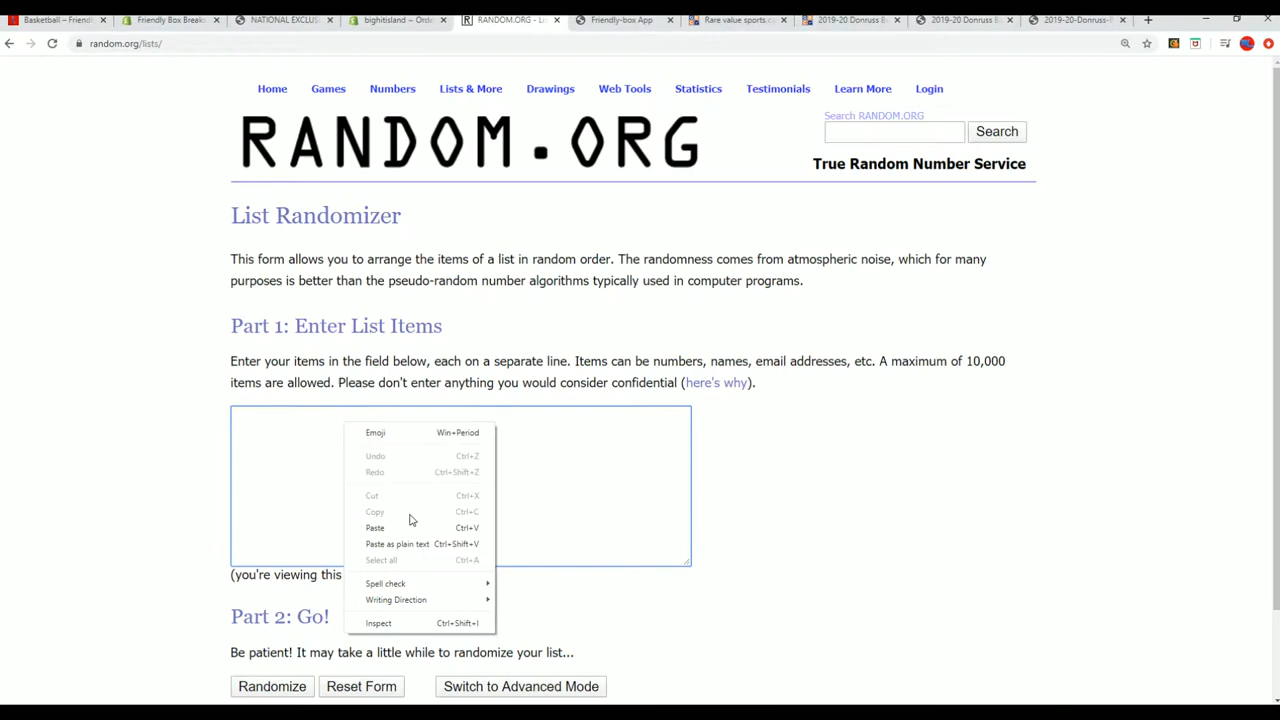 Basketball – Friendl
Friendly Box Breaks
NATIONAL EXCLUS
bighitisland ~ Orde
RANDOM.ORG - Li
Friendly-box App
Rare value sports ca
2019-20 Donruss B
2019-20 Donruss B
2019-20-Donruss-B
random.org/lists/
Home Games Numbers Lists & More Drawings Web Tools Statistics Testimonials Learn More Login
Search RANDOM.ORG
RANDOM.ORG
Search
True Random Number Service
List Randomizer
This form allows you to arrange the items of a list in random order. The randomness comes from atmospheric noise, which for many
purposes is better than the pseudo-random number algorithms typically used in computer programs.
Part 1: Enter List Items
Enter your items in the field below, each on a separate line. Items can be numbers, names, email addresses, etc. A maximum of 10,000
items are allowed. Please don't enter anything you would consider confidential (here's why).
Emoji Win+Period
Undo Ctrl+Z
Redo Ctrl+Shift+Z
Cut Ctrl+X
Copy Ctrl+C
Paste Ctrl+V
Paste as plain text Ctrl+Shift+V
Select all Ctrl+A
Spell check
Writing Direction
Inspect Ctrl+Shift+I
(you're viewing this
Part 2: Go!
Be patient! It may take a little while to randomize your list...
Randomize Reset Form Switch to Advanced Mode